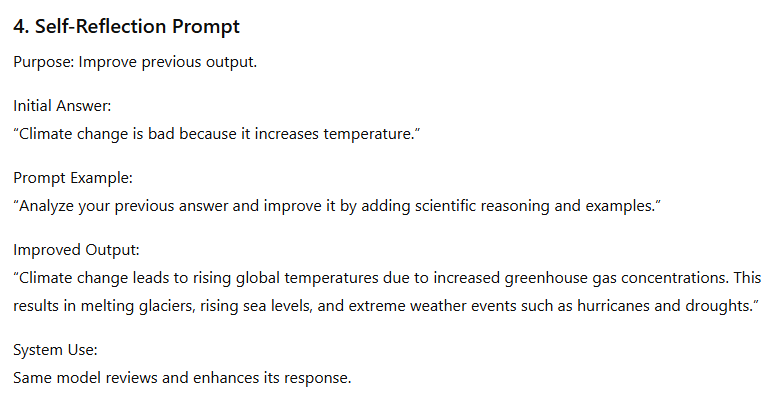 4. Self-Reflection Prompt
Purpose: Improve previous output.
Initial Answer:
“Climate change is bad because it increases temperature.”
Prompt Example:
“Analyze your previous answer and improve it by adding scientific reasoning and examples.”
Improved Output:
“Climate change leads to rising global temperatures due to increased greenhouse gas concentrations. This
results in melting glaciers, rising sea levels, and extreme weather events such as hurricanes and droughts.”
System Use:
Same model reviews and enhances its response.